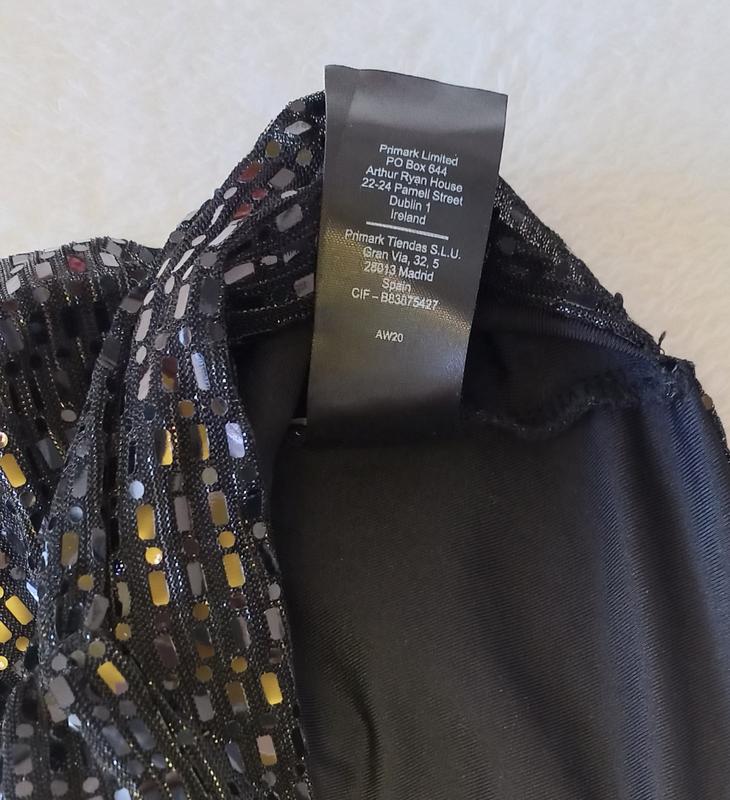 Primark Limited
PO Box 644
Arthur Ryan House
22-24 Parnell Street
Dublin 1
Ireland
Primark Tiendas S.L.U.
Gran Via, 32, 5
28013 Madrid
Spain
CIF – B83875427
AW20